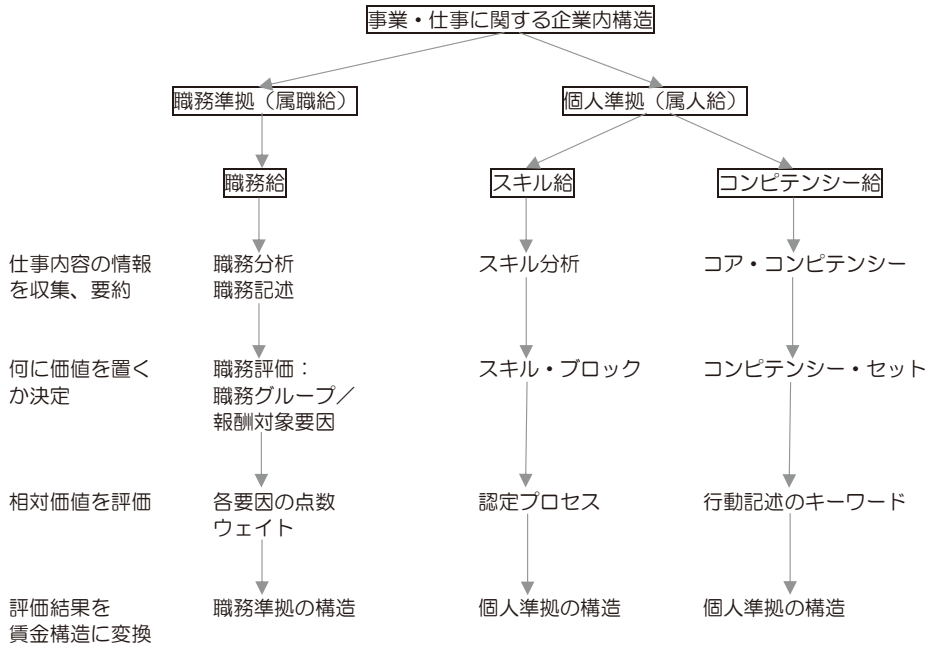 事業・仕事に関する企業内構造
職務準拠（属職給）
個人準拠（属人給）
職務給
スキル給
コンピテンシー給
仕事内容の情報
を収集、要約
職務分析
職務記述
スキル分析
コア・コンピテンシー
何に価値を置く
か決定
職務評価：
職務グループ／
報酬対象要因
スキル・ブロック
コンピテンシー・セット
相対価値を評価
各要因の点数
ウェイト
認定プロセス
行動記述のキーワード
評価結果を
賃金構造に変換
職務準拠の構造
個人準拠の構造
個人準拠の構造